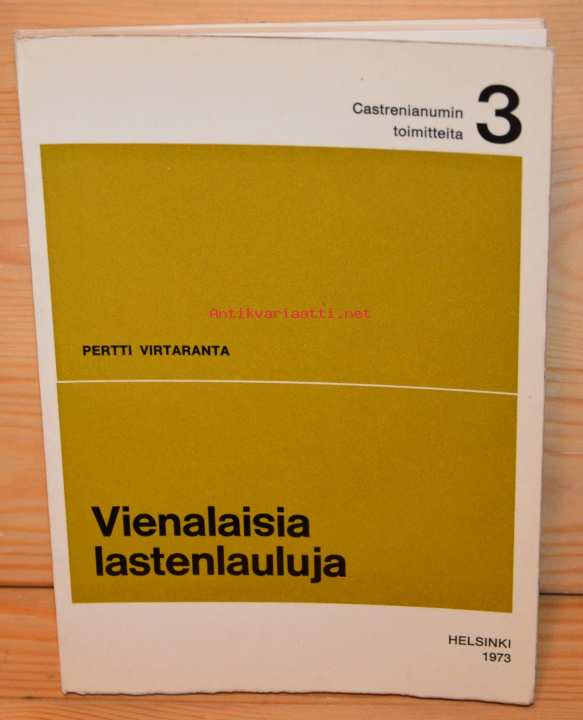 Castrenianumin
toimitteita
3
Antikvariaatti.net
PERTTI VIRTARANTA
Vienalaisia
lastenlauluja
HELSINKI
1973